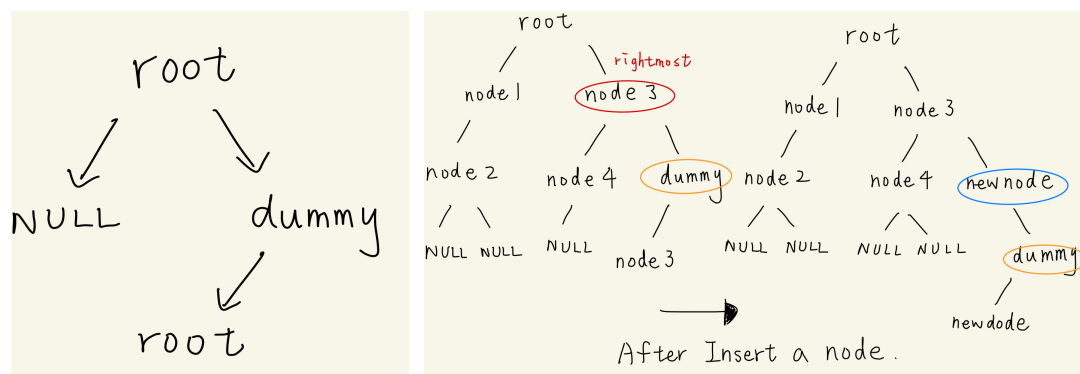 root
NULL dummy
root
root
rightmost
node 1 node 3
node 2 node 4 dummy
NULL NULL NULL node 3
root
node 1 node 3
node 2 node 4 newnode
NULL NULL NULL NULL dummy
newdode
After Insert a node.